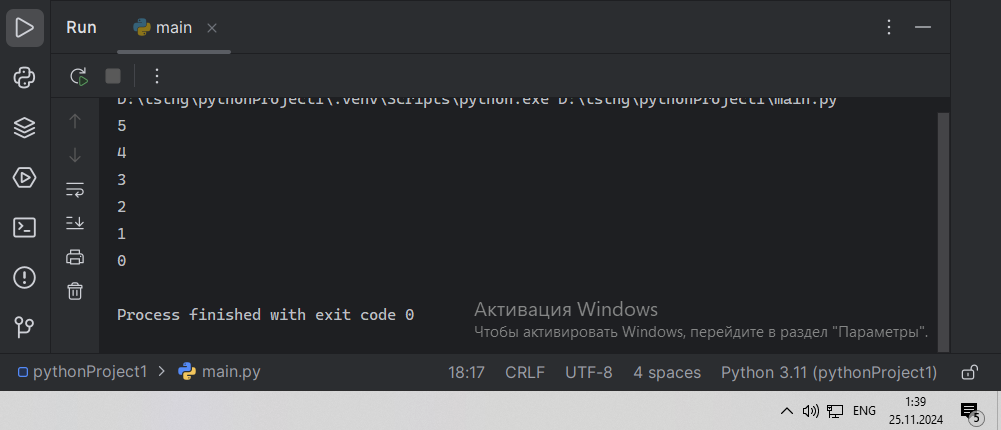 Run main
D:\tstng\pythonProject1\.venv\Scripts\python.exe D:\tstng\pythonProject1\main.py
5
4
3
2
1
0
Process finished with exit code 0
Активация Windows
Чтобы активировать Windows, перейдите в раздел "Параметры".
pythonProject1 main.py 18:17 CRLF UTF-8 4 spaces Python 3.11 (pythonProject1)
ENG 1:39
25.11.2024
5